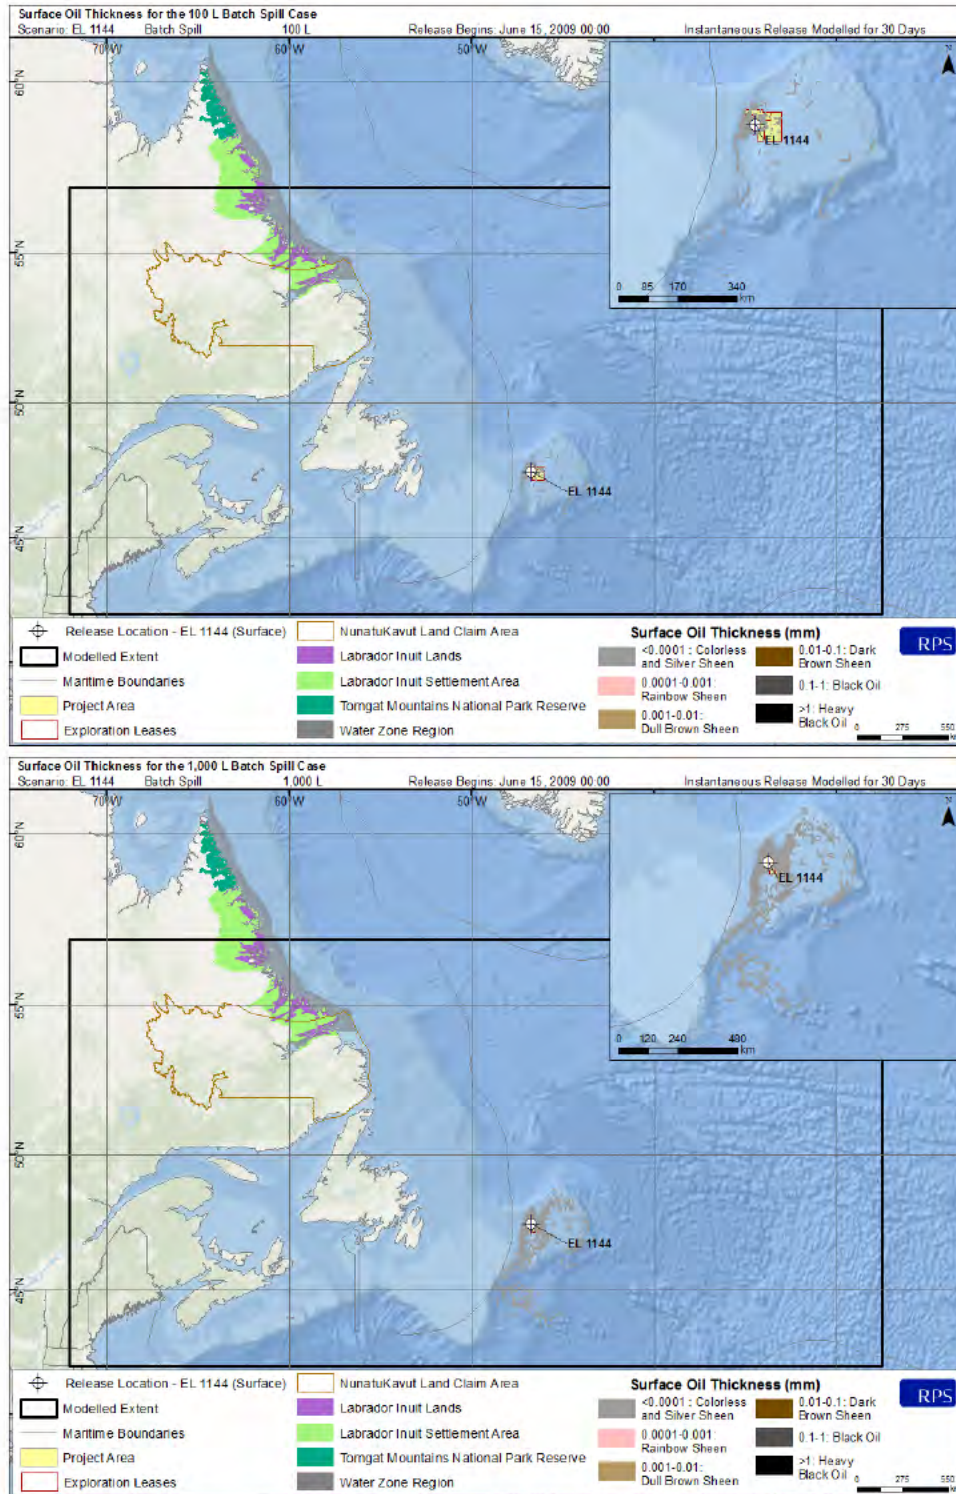 Surface Oil Thickness for the 100 L Batch Spill Case
Scenario: EL 1144 Batch Spill 100 L Release Begins: June 15, 2009 00:00 Instantaneous Release Modelled for 30 Days
70°W 60°W 50°W
N
60°N
EL 1144
55°N
0 85 170 340
km
50°N
EL 1144
45°N
Release Location - EL 1144 (Surface)
Modelled Extent
Maritime Boundaries
Project Area
Exploration Leases
NunatuKavut Land Claim Area
Labrador Inuit Lands
Labrador Inuit Settlement Area
Torngat Mountains National Park Reserve
Water Zone Region
Surface Oil Thickness (mm)
<0.0001 : Colorless
and Silver Sheen
0.0001-0.001:
Rainbow Sheen
0.001-0.01:
Dull Brown Sheen
0.01-0.1: Dark
Brown Sheen
0.1-1: Black Oil
>1: Heavy
Black Oil
RPS
0 275 550
Surface Oil Thickness for the 1,000 L Batch Spill Case
Scenario: EL 1144 Batch Spill 1,000 L Release Begins: June 15, 2009 00:00 Instantaneous Release Modelled for 30 Days
70°W 60°W 50°W
N
60°N
EL 1144
55°N
0 120 240 480
km
50°N
EL 1144
45°N
Release Location - EL 1144 (Surface)
Modelled Extent
Maritime Boundaries
Project Area
Exploration Leases
NunatuKavut Land Claim Area
Labrador Inuit Lands
Labrador Inuit Settlement Area
Torngat Mountains National Park Reserve
Water Zone Region
Surface Oil Thickness (mm)
<0.0001 : Colorless
and Silver Sheen
0.0001-0.001:
Rainbow Sheen
0.001-0.01:
Dull Brown Sheen
0.01-0.1: Dark
Brown Sheen
0.1-1: Black Oil
>1: Heavy
Black Oil
RPS
0 275 550